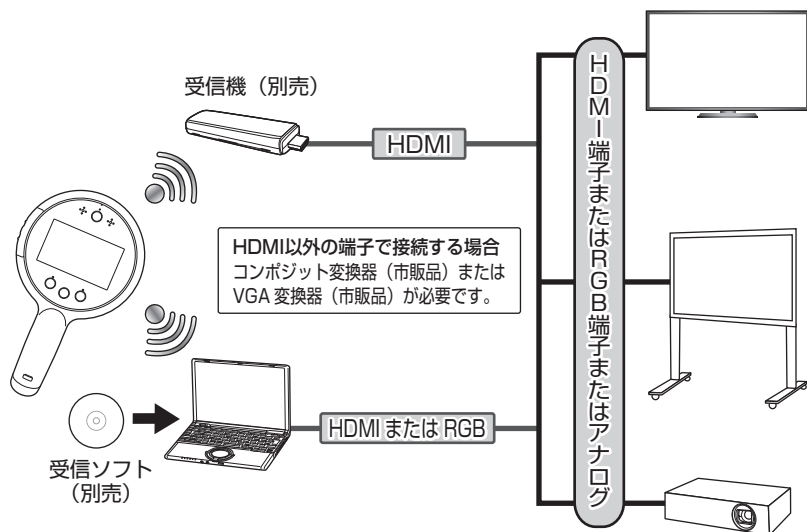 受信機（別売）
HDMI
HDMI以外の端子で接続する場合
コンポジット変換器（市販品）または
VGA 変換器（市販品）が必要です。
HDMI または RGB
受信ソフト
（別売）
HDMI端子またはRGB端子またはアナログ